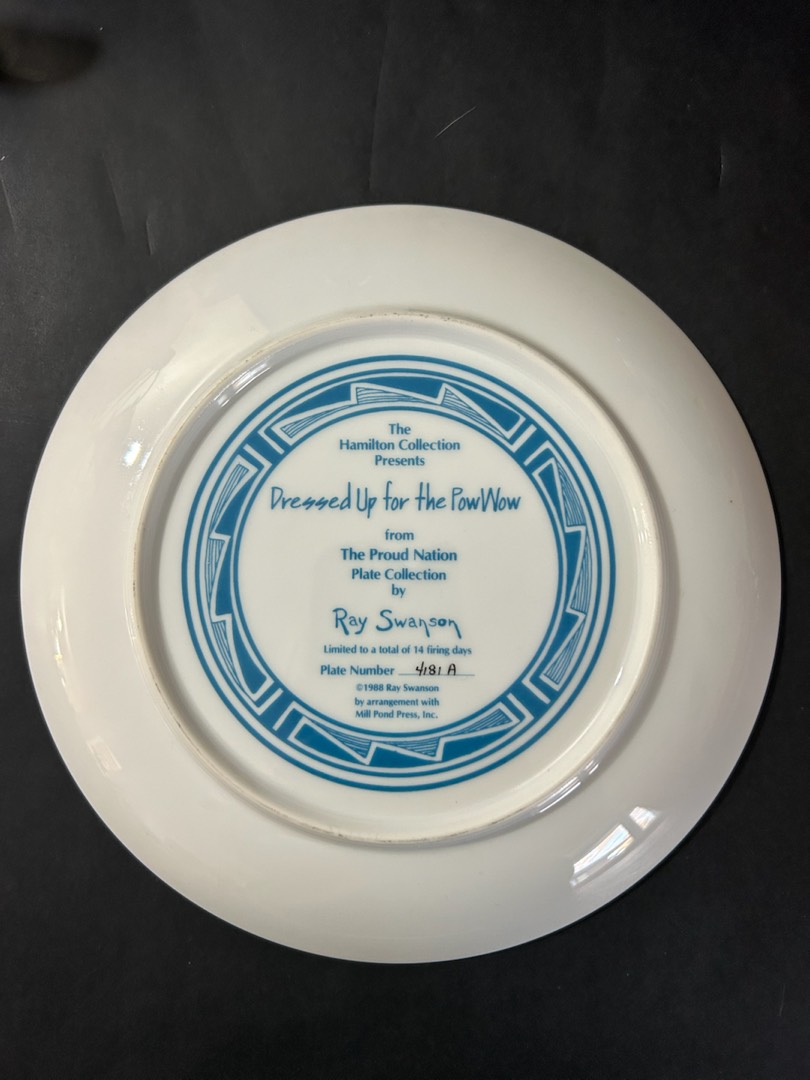 The
Hamilton Collection
Presents
Dressed Up for the PowWow
from
The Proud Nation
Plate Collection
by
Ray Swanson
Limited to a total of 14 firing days
Plate Number 4181 A
©1988 Ray Swanson
by arrangement with
Mill Pond Press, Inc.